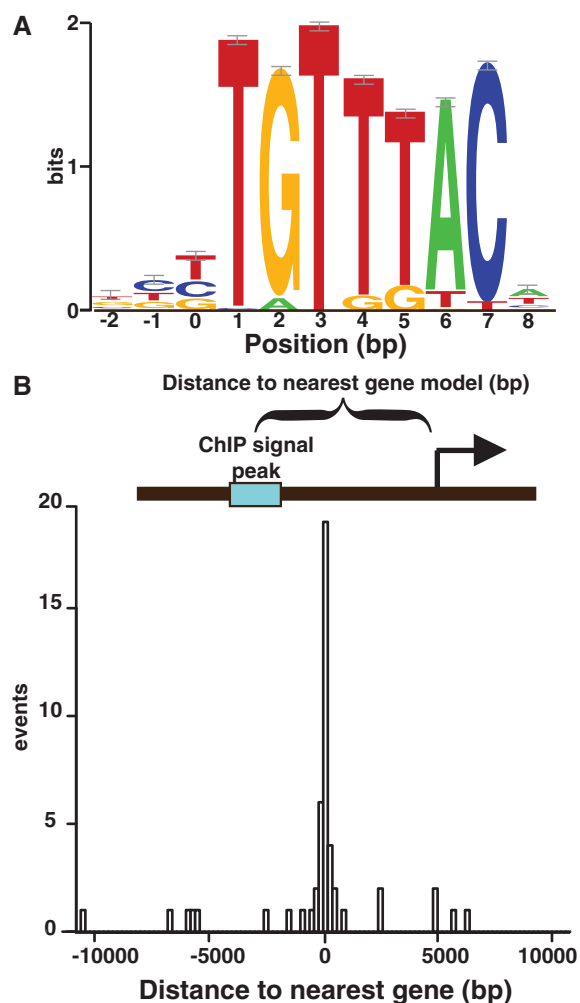 A
2
1
0
bits
T G T T T A C
T C G
C T G
T C G
A
G
G
T
T
A T C
-2 -1 0 1 2 3 4 5 6 7 8
Position (bp)
B
Distance to nearest gene model (bp)
ChIP signal
peak
20
15
10
5
0
events
-10000 -5000 0 5000 10000
Distance to nearest gene (bp)